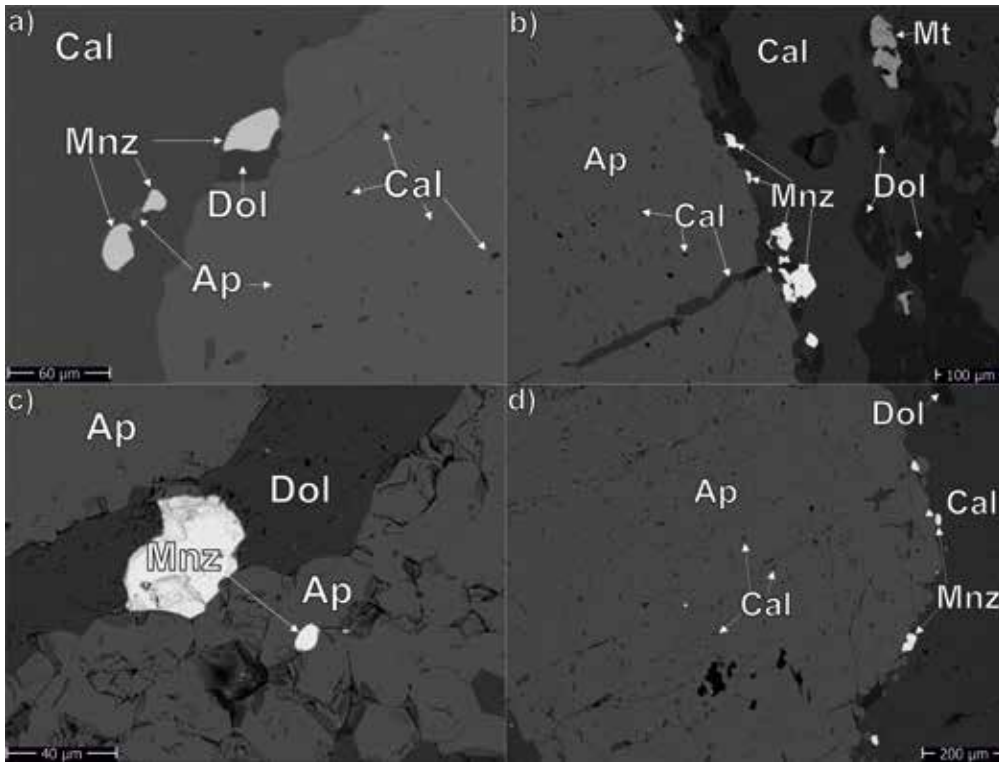 a)
Cal
Mnz
Dol
Cal
Ap
60 µm
b)
Mt
Cal
Ap
Mnz
Dol
Cal
100 µm
c)
Ap
Dol
Mnz
Ap
40 µm
d)
Dol
Ap
Cal
Cal
Mnz
200 µm